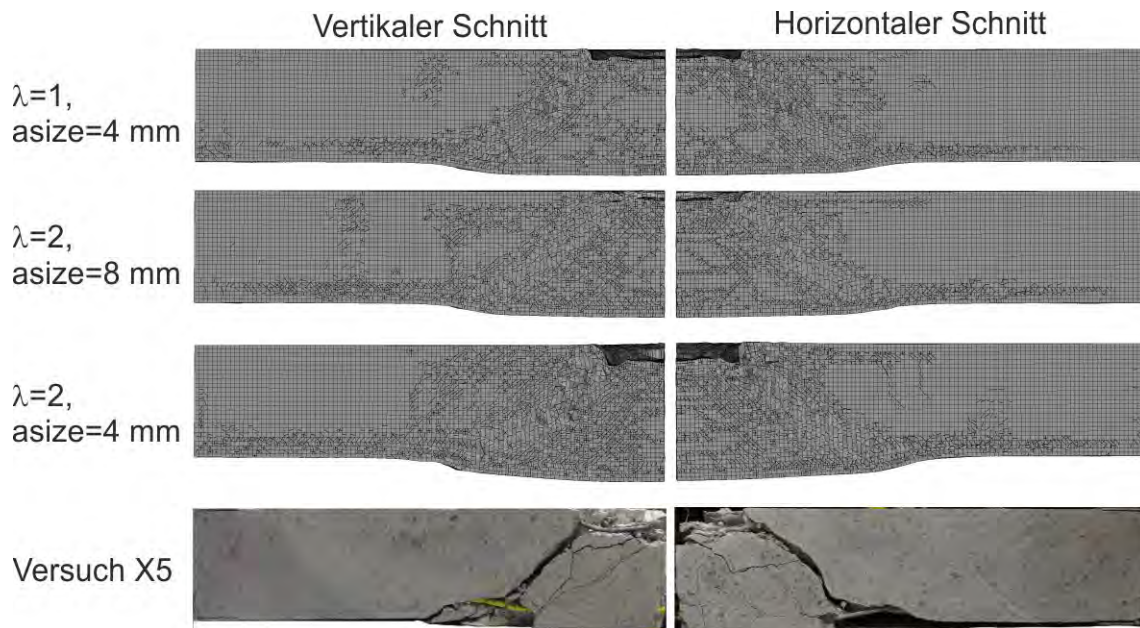 Vertikaler Schnitt
Horizontaler Schnitt
λ=1,
asize=4 mm
λ=2,
asize=8 mm
λ=2,
asize=4 mm
Versuch X5